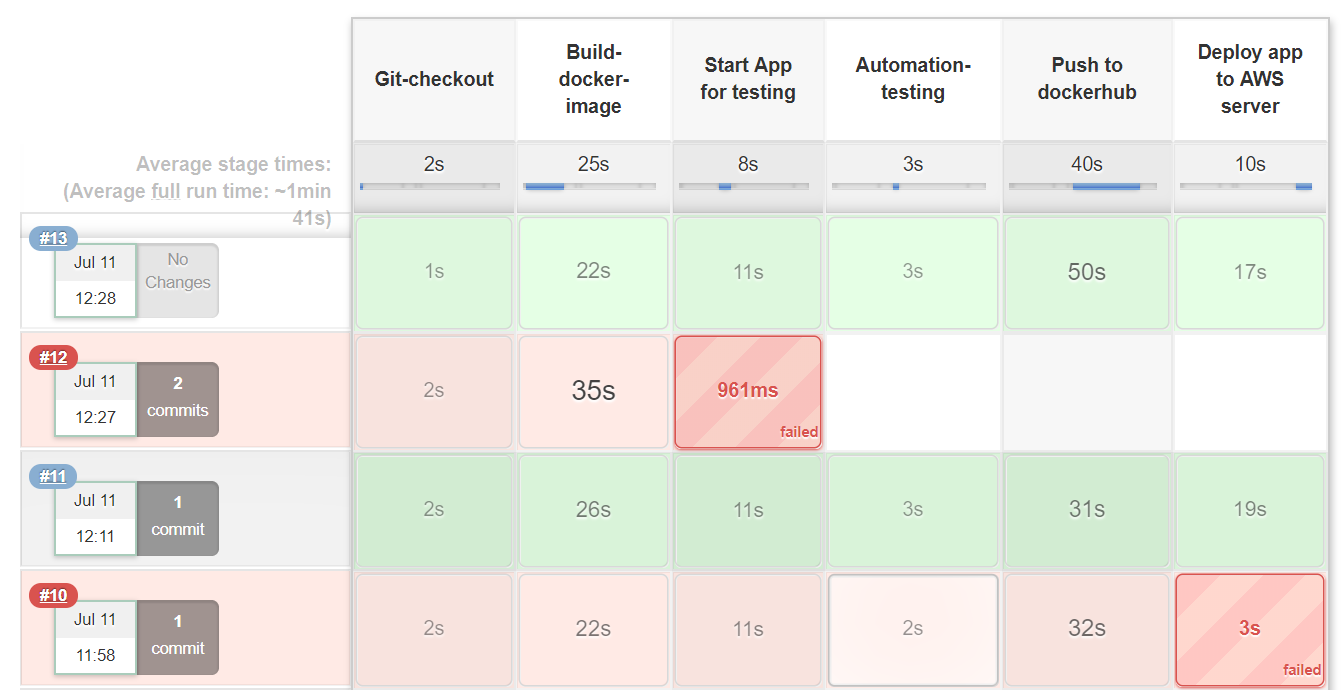 Git-checkout
Build-
docker-
image
Start App
for testing
Automation-
testing
Push to
dockerhub
Deploy app
to AWS
server
Average stage times:
(Average full run time: ~1min
41s)
2s
25s
8s
3s
40s
10s
#13
Jul 11
12:28
No
Changes
1s
22s
11s
3s
50s
17s
#12
Jul 11
12:27
2
commits
2s
35s
961ms
failed
#11
Jul 11
12:11
1
commit
2s
26s
11s
3s
31s
19s
#10
Jul 11
11:58
1
commit
2s
22s
11s
2s
32s
3s
failed